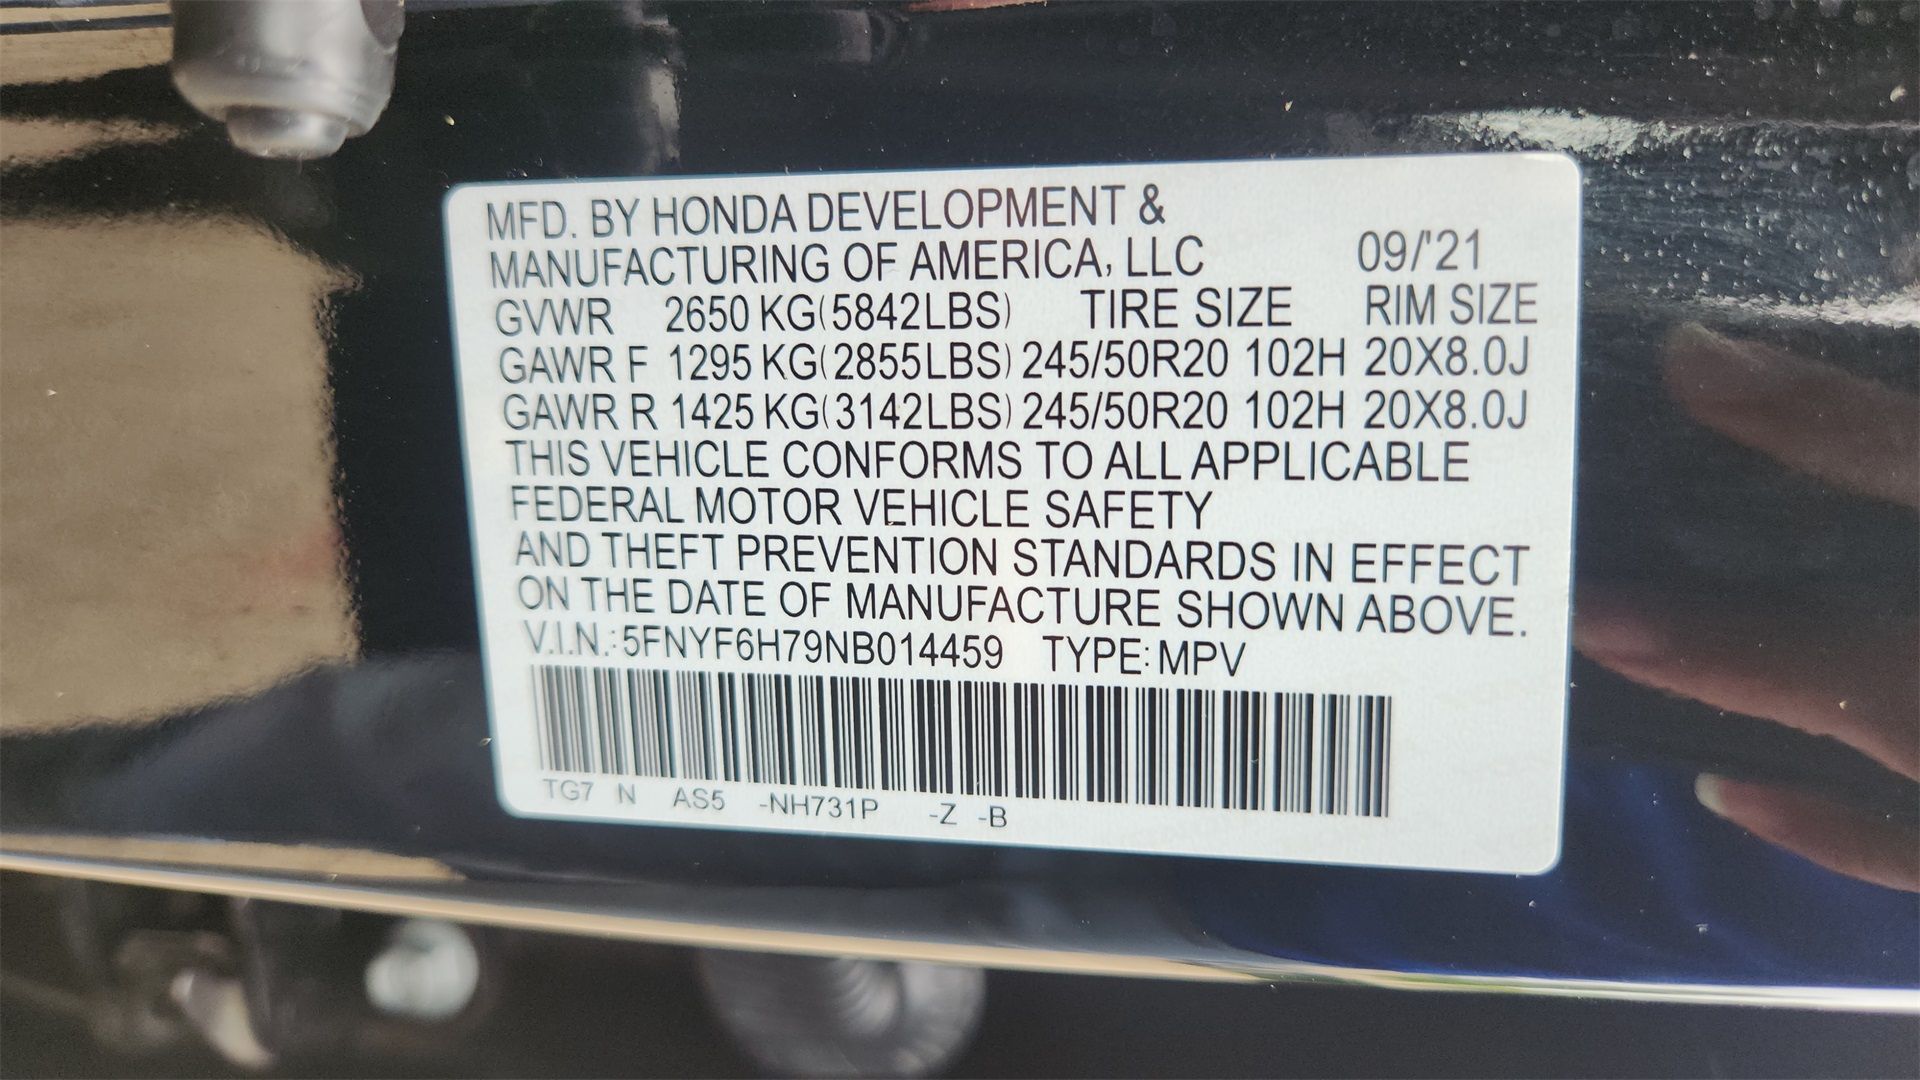 MFD. BY HONDA DEVELOPMENT &
MANUFACTURING OF AMERICA, LLC 09/'21
GVWR 2650 KG(5842LBS) TIRE SIZE RIM SIZE
GAWR F 1295 KG(2855LBS) 245/50R20 102H 20X8.0J
GAWR R 1425 KG(3142LBS) 245/50R20 102H 20X8.0J
THIS VEHICLE CONFORMS TO ALL APPLICABLE
FEDERAL MOTOR VEHICLE SAFETY
AND THEFT PREVENTION STANDARDS IN EFFECT
ON THE DATE OF MANUFACTURE SHOWN ABOVE.
V.I.N.: 5FNYF6H79NB014459 TYPE: MPV
TG7 N AS5 -NH731P -Z -B